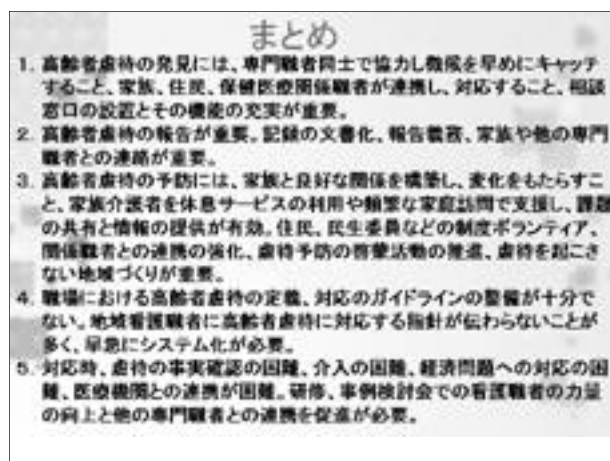 まとめ
1. 高齢者虐待の発見には、専門職者同士で協力し徴候を早めにキャッチ
すること、家族、住民、保健医療関係職者が連携し、対応すること、相談
窓口の設置とその機能の充実が重要。
2. 高齢者虐待の報告が重要。記録の文書化、報告義務、家族や他の専門
職者との連絡が重要。
3. 高齢者虐待の予防には、家族と良好な関係を構築し、変化をもたらすこ
と、家族介護者を休息サービスの利用や頻繁な家庭訪問で支援し、課題
の共有と情報の提供が有効。住民、民生委員などの制度ボランティア、
関係職者との連携の強化、虐待予防の啓蒙活動の推進、虐待を起こさ
ない地域づくりが重要。
4. 職場における高齢者虐待の定義、対応のガイドラインの整備が十分で
ない。地域看護職者に高齢者虐待に対応する指針が伝わらないことが
多く、早急にシステム化が必要。
5. 対応時、虐待の事実確認の困難、介入の困難、経済問題への対応の困
難、医療機関との連携が困難。研修、事例検討会での看護職者の力量
の向上と他の専門職者との連携を促進が必要。